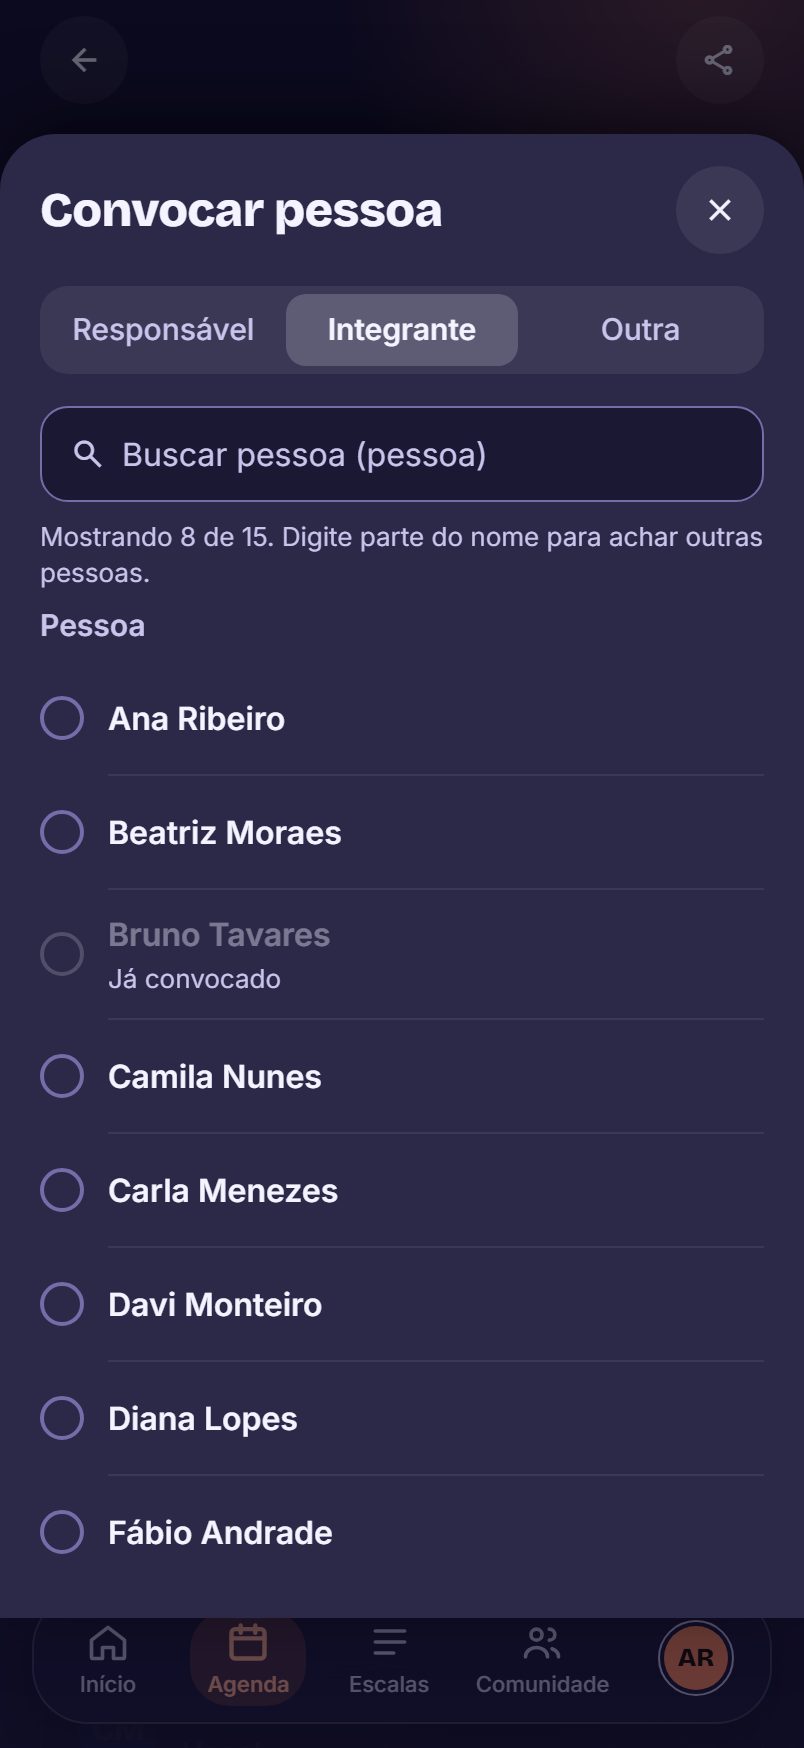 Convocar pessoa
Responsável Integrante Outra
Buscar pessoa (pessoa)
Mostrando 8 de 15. Digite parte do nome para achar outras
pessoas.
Pessoa
Ana Ribeiro
Beatriz Moraes
Bruno Tavares
Já convocado
Camila Nunes
Carla Menezes
Davi Monteiro
Diana Lopes
Fábio Andrade
Início Agenda Escalas Comunidade AR